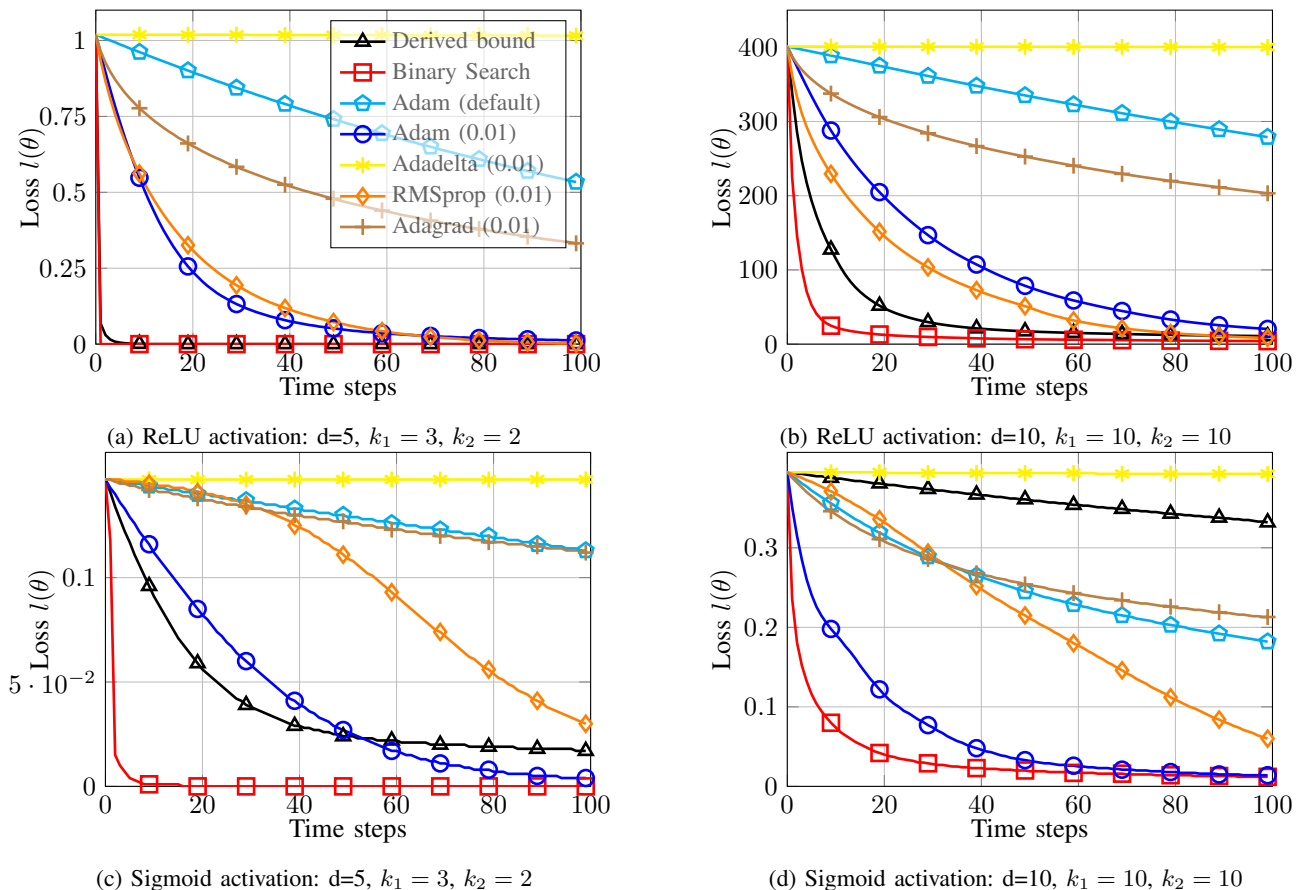 1
0.75
0.5
0.25
0
Loss l(θ)
0 20 40 60 80 100
Time steps
Derived bound
Binary Search
Adam (default)
Adam (0.01)
Adadelta (0.01)
RMSprop (0.01)
Adagrad (0.01)
(a) ReLU activation: d=5, k₁ = 3, k₂ = 2
400
300
200
100
0
Loss l(θ)
0 20 40 60 80 100
Time steps
(b) ReLU activation: d=10, k₁ = 10, k₂ = 10
0.1
5 · 10⁻²
0
Loss l(θ)
0 20 40 60 80 100
Time steps
(c) Sigmoid activation: d=5, k₁ = 3, k₂ = 2
0.3
0.2
0.1
0
Loss l(θ)
0 20 40 60 80 100
Time steps
(d) Sigmoid activation: d=10, k₁ = 10, k₂ = 10